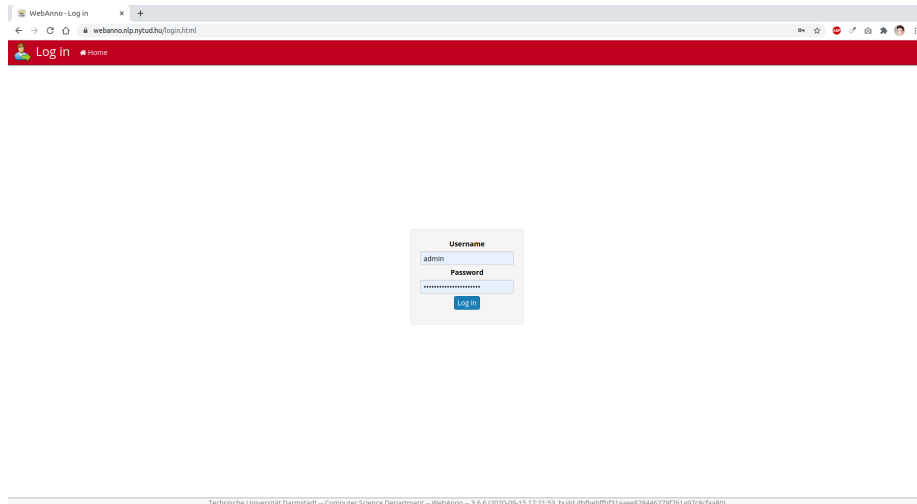 WebAnno - Log in
webanno.nlp.nytud.hu/login.html
Log in Home
Username
admin
Password
Log in
Technische Universität Darmstadt -- Computer Science Department -- WebAnno -- 3.6.6 (2020-09-15 17:21:53, build